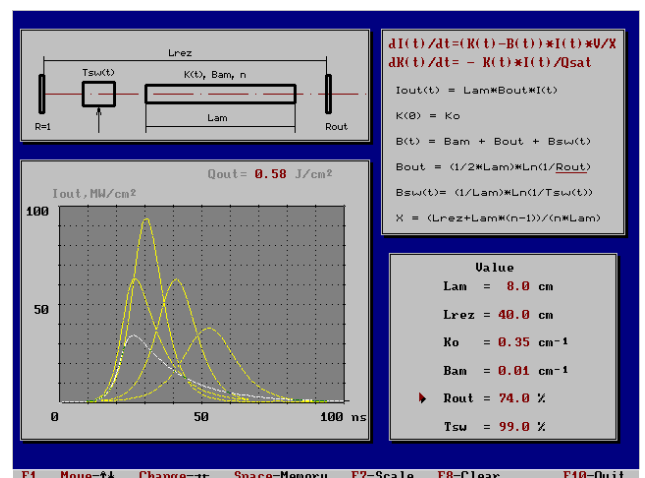 Lrez
Tsw(t)
K(t), Bam, n
Lam
R=1
Rout
dI(t)/dt=(K(t)-B(t))*I(t)*V/X
dK(t)/dt= - K(t)*I(t)/Qsat
Iout(t) = Lam*Bout*I(t)
K(0) = Ko
B(t) = Bam + Bout + Bsw(t)
Bout = (1/2*Lam)*Ln(1/Rout)
Bsw(t)= (1/Lam)*Ln(1/Tsw(t))
X = (Lrez+Lam*(n-1))/(n*Lam)
Qout= 0.58 J/cm²
Iout,MW/cm²
100
50
0 50 100 ns
Value
Lam = 8.0 cm
Lrez = 40.0 cm
Ko = 0.35 cm⁻¹
Bam = 0.01 cm⁻¹
Rout = 74.0 %
Tsw = 99.0 %
F1 Move-↑↓ Change-→← Space-Memory F7-Scale F8-Clear F10-Quit